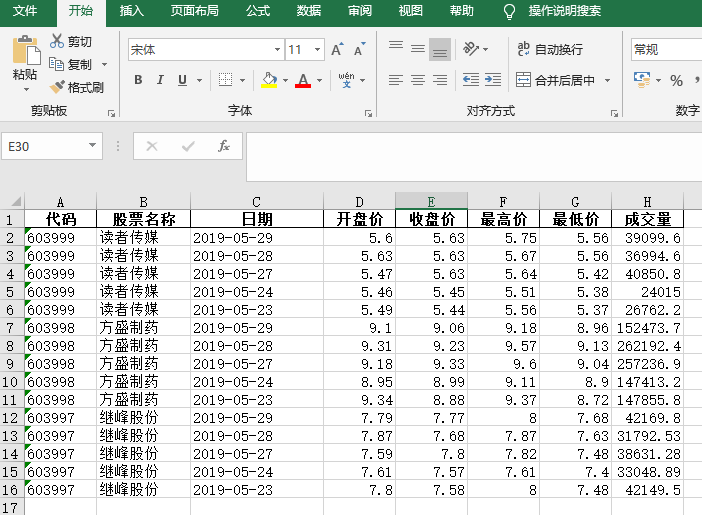 文件 开始 插入 页面布局 公式 数据 审阅 视图 帮助 操作说明搜索
剪切
复制
格式刷
粘贴
宋体 11 A A
B I U A wén 文
ab c 自动换行
合并后居中
常规
% ,
剪贴板 字体 对齐方式 数字
E30 fx
A B C D E F G H
1 代码 股票名称 日期 开盘价 收盘价 最高价 最低价 成交量
2 603999 读者传媒 2019-05-29 5.6 5.63 5.75 5.56 39099.6
3 603999 读者传媒 2019-05-28 5.63 5.63 5.67 5.56 36994.6
4 603999 读者传媒 2019-05-27 5.47 5.63 5.64 5.42 40850.8
5 603999 读者传媒 2019-05-24 5.46 5.45 5.51 5.38 24015
6 603999 读者传媒 2019-05-23 5.49 5.44 5.56 5.37 26762.2
7 603998 方盛制药 2019-05-29 9.1 9.06 9.18 8.96 152473.7
8 603998 方盛制药 2019-05-28 9.31 9.23 9.57 9.13 262192.4
9 603998 方盛制药 2019-05-27 9.18 9.33 9.6 9.04 257236.9
10 603998 方盛制药 2019-05-24 8.95 8.99 9.11 8.9 147413.2
11 603998 方盛制药 2019-05-23 9.34 8.88 9.37 8.72 147855.8
12 603997 继峰股份 2019-05-29 7.79 7.77 8 7.68 42169.8
13 603997 继峰股份 2019-05-28 7.87 7.68 7.87 7.63 31792.53
14 603997 继峰股份 2019-05-27 7.59 7.8 7.82 7.48 38631.28
15 603997 继峰股份 2019-05-24 7.61 7.57 7.61 7.4 33048.89
16 603997 继峰股份 2019-05-23 7.8 7.58 8 7.48 42149.5
17